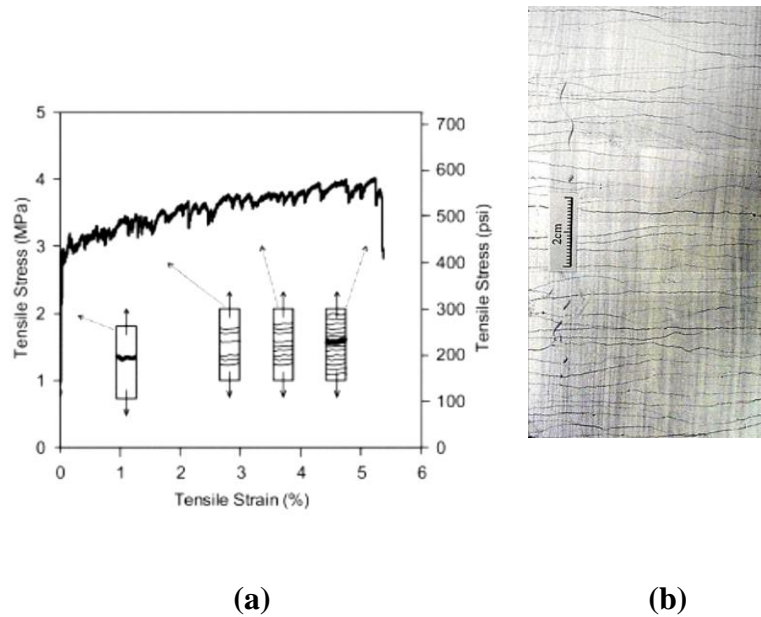 5
4
3
2
1
0
Tensile Stress (MPa)
700
600
500
400
300
200
100
0
Tensile Stress (psi)
0 1 2 3 4 5 6
Tensile Strain (%)
2cm
(a) (b)